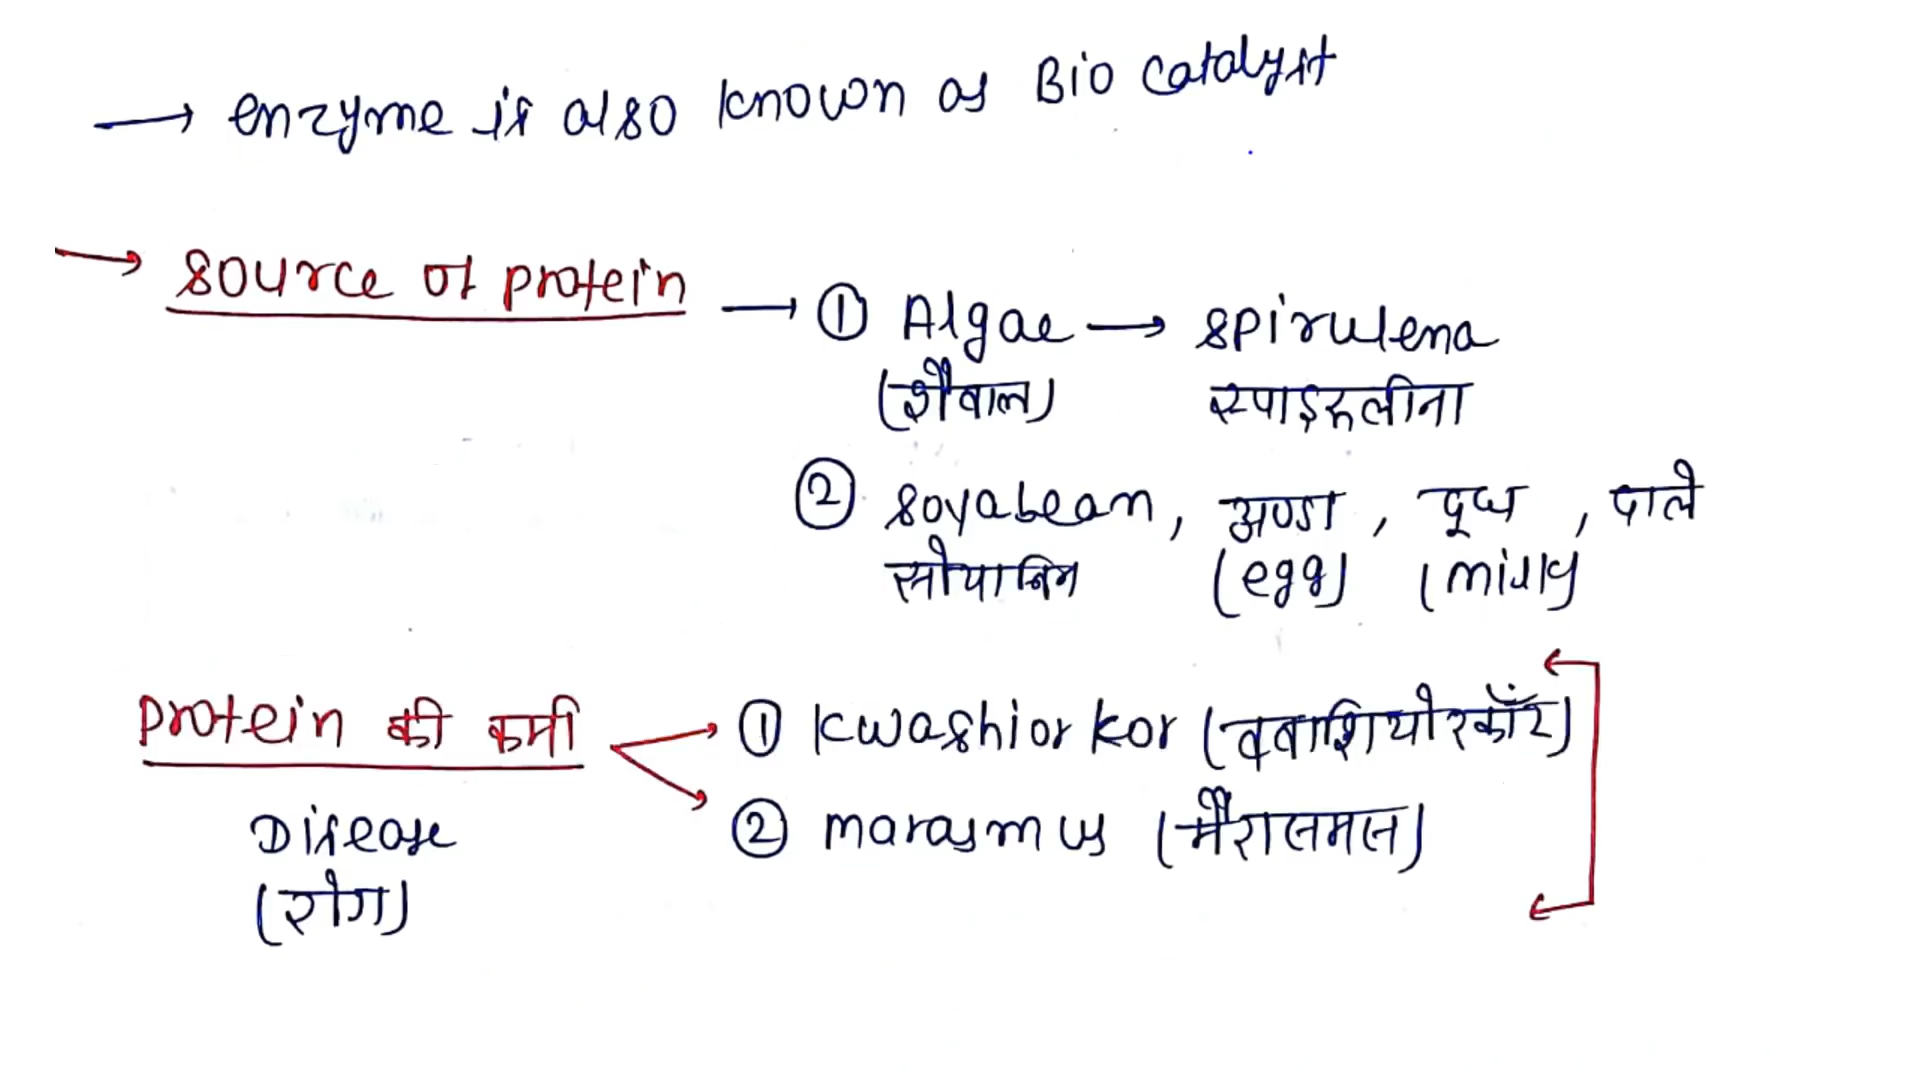 → enzyme is also known as Bio catalyst
→ source of protein → ① Algae → spirulena
(शैवाल) स्पाइरुलीना
② soyabean, अण्डा, दूध, दाले
सोयाबिन (egg) (milk)
protein की कमी ① kwashiorkor (क्वाशियोरकॉर)
Disease ② marasmus (मैरासमस)
(रोग)